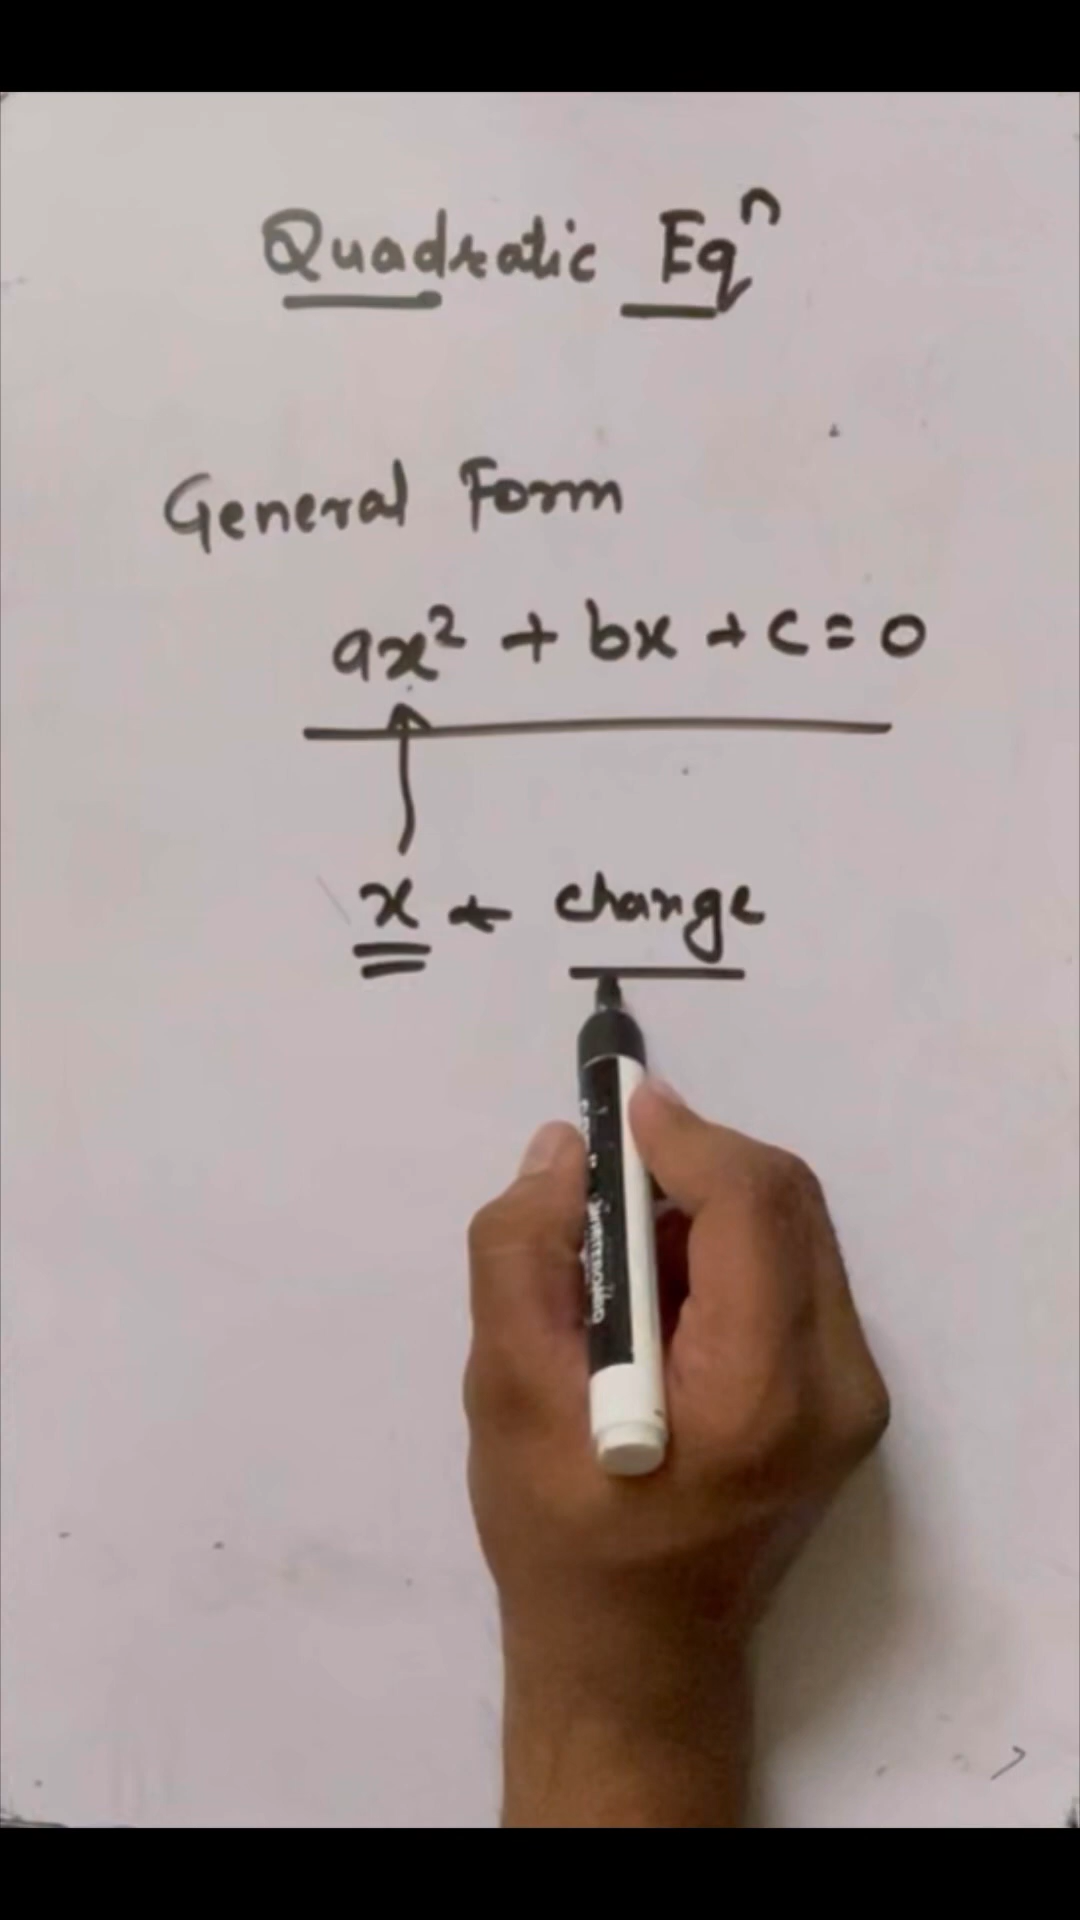 Quadratic Eqⁿ
General Form
ax² + bx + c = 0
x ← change